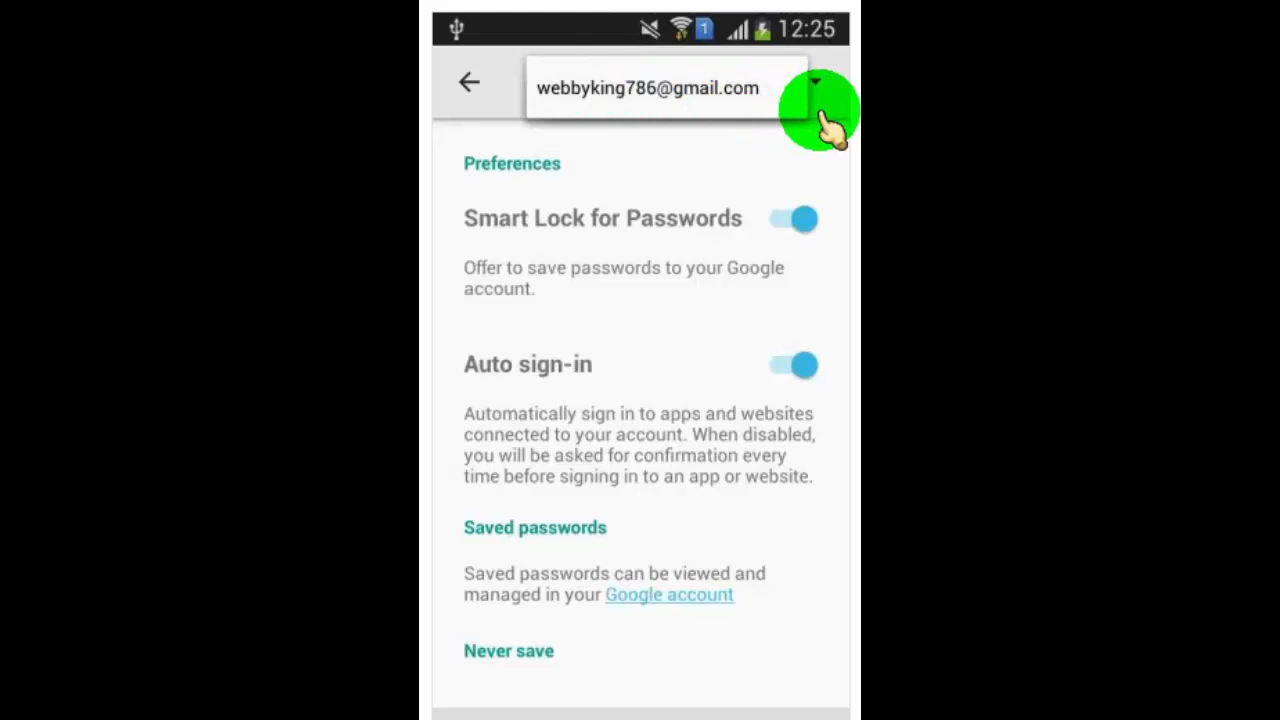 1 12:25
webbyking786@gmail.com
Preferences
Smart Lock for Passwords
Offer to save passwords to your Google
account.
Auto sign-in
Automatically sign in to apps and websites
connected to your account. When disabled,
you will be asked for confirmation every
time before signing in to an app or website.
Saved passwords
Saved passwords can be viewed and
managed in your Google account
Never save